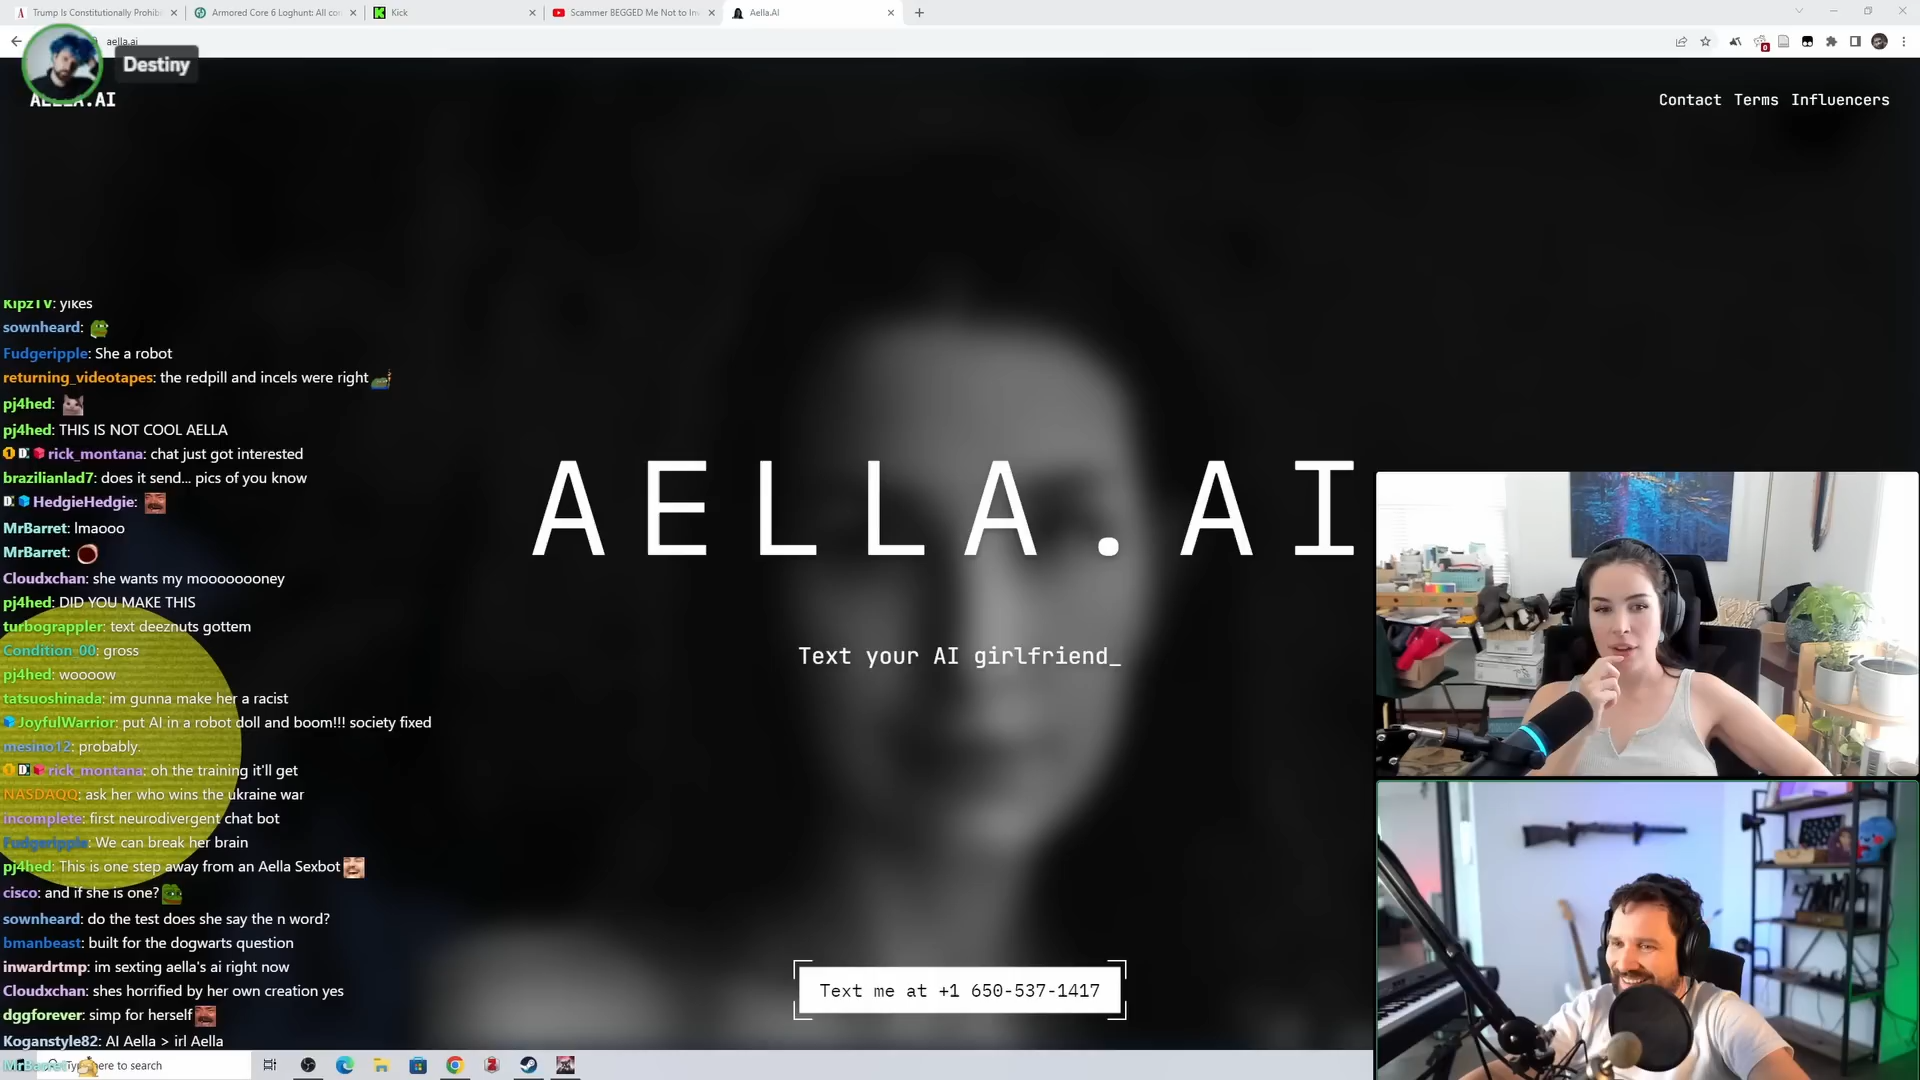 Trump Is Constitutionally Prohib
Armored Core 6 Loghunt: All co
Kick
Scammer BEGGED Me Not to In
Aella.AI
aella.ai
Destiny
AELLA.AI
Contact Terms Influencers
KipzTV: yikes
sownheard:
Fudgeripple: She a robot
returning_videotapes: the redpill and incels were right
pj4hed:
pj4hed: THIS IS NOT COOL AELLA
rick_montana: chat just got interested
brazilianlad7: does it send... pics of you know
HedgieHedgie:
MrBarret: lmaooo
MrBarret:
Cloudxchan: she wants my moooooooney
pj4hed: DID YOU MAKE THIS
turbograppler: text deeznuts gottem
Condition_00: gross
pj4hed: woooow
tatsuoshinada: im gunna make her a racist
JoyfulWarrior: put AI in a robot doll and boom!!! society fixed
mesino12: probably.
rick_montana: oh the training it'll get
NASDAQQ: ask her who wins the ukraine war
incomplete: first neurodivergent chat bot
Fudgeripple: We can break her brain
pj4hed: This is one step away from an Aella Sexbot
cisco: and if she is one?
sownheard: do the test does she say the n word?
bmanbeast: built for the dogwarts question
inwardrtmp: im sexting aella's ai right now
Cloudxchan: shes horrified by her own creation yes
dggforever: simp for herself
Koganstyle82: AI Aella > irl Aella
AELLA.AI
Text your AI girlfriend_
Text me at +1 650-537-1417
MrBarret
here to search